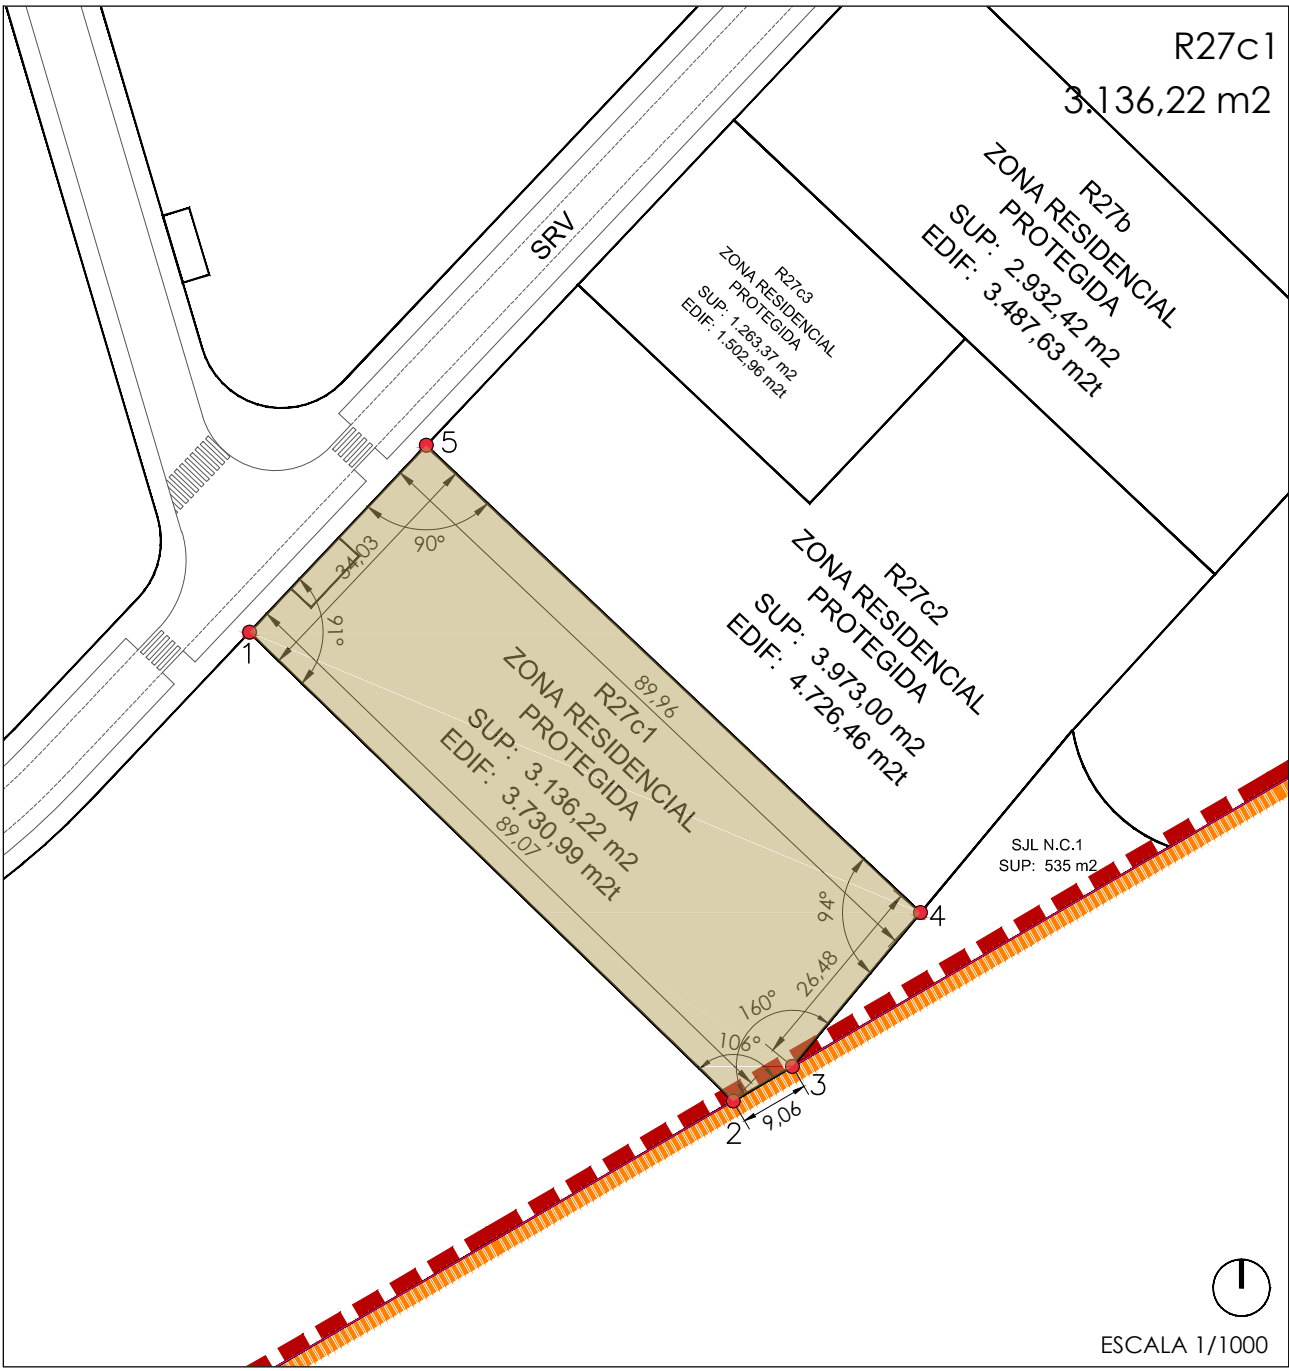 R27c1
3.136,22 m2
R27b
ZONA RESIDENCIAL
PROTEGIDA
SUP: 2.932,42 m2
EDIF: 3.487,63 m2t
SRV
R27c3
ZONA RESIDENCIAL
PROTEGIDA
SUP: 1.263,37 m2
EDIF: 1.502,96 m2t
5
90°
34,03
91°
1
R27c2
ZONA RESIDENCIAL
PROTEGIDA
SUP: 3.973,00 m2
EDIF: 4.726,46 m2t
89,96
R27c1
ZONA RESIDENCIAL
PROTEGIDA
SUP: 3.136,22 m2
EDIF: 3.730,99 m2t
89,07
SJL N.C.1
SUP: 535 m2
94°
4
26,48
160°
106°
3
2
9,06
ESCALA 1/1000